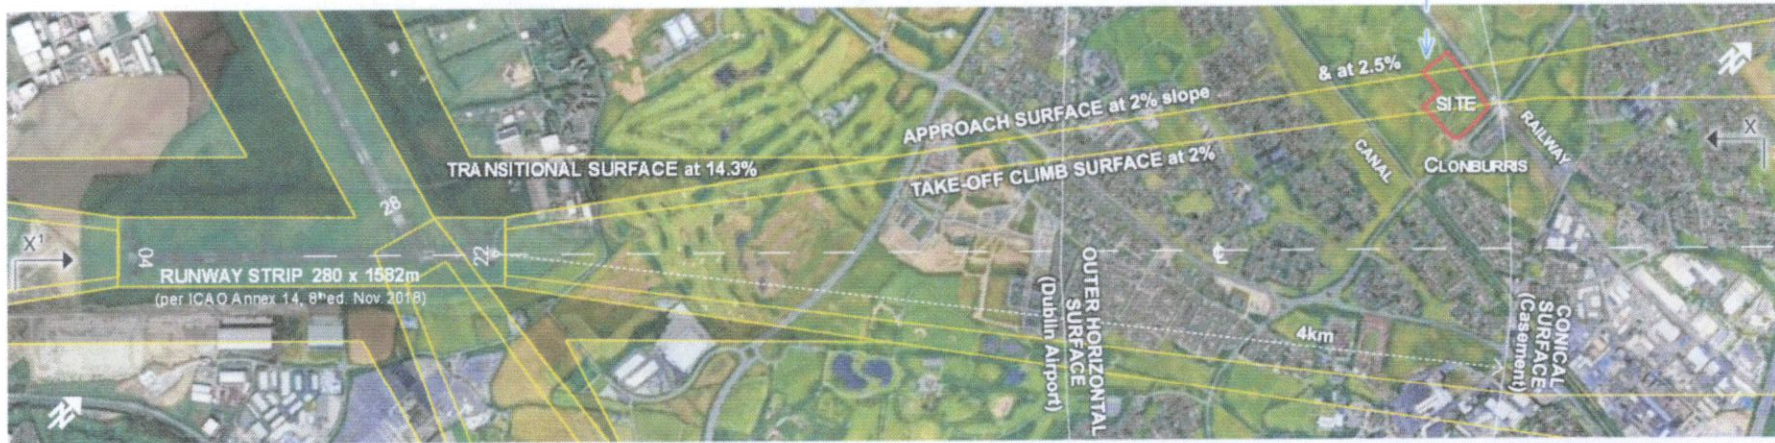 & at 2.5%
SITE
APPROACH SURFACE at 2% slope
TRANSITIONAL SURFACE at 14.3%
TAKE-OFF CLIMB SURFACE at 2%
CANAL
RAILWAY
CLONBURRIS
X
N
28
X¹
04
22
RUNWAY STRIP 280 x 1582m
(per ICAO Annex 14, 8th ed. Nov. 2018)
OUTER HORIZONTAL
SURFACE
(Dublin Airport)
℄
4km
CONICAL
SURFACE
(Casement)
N